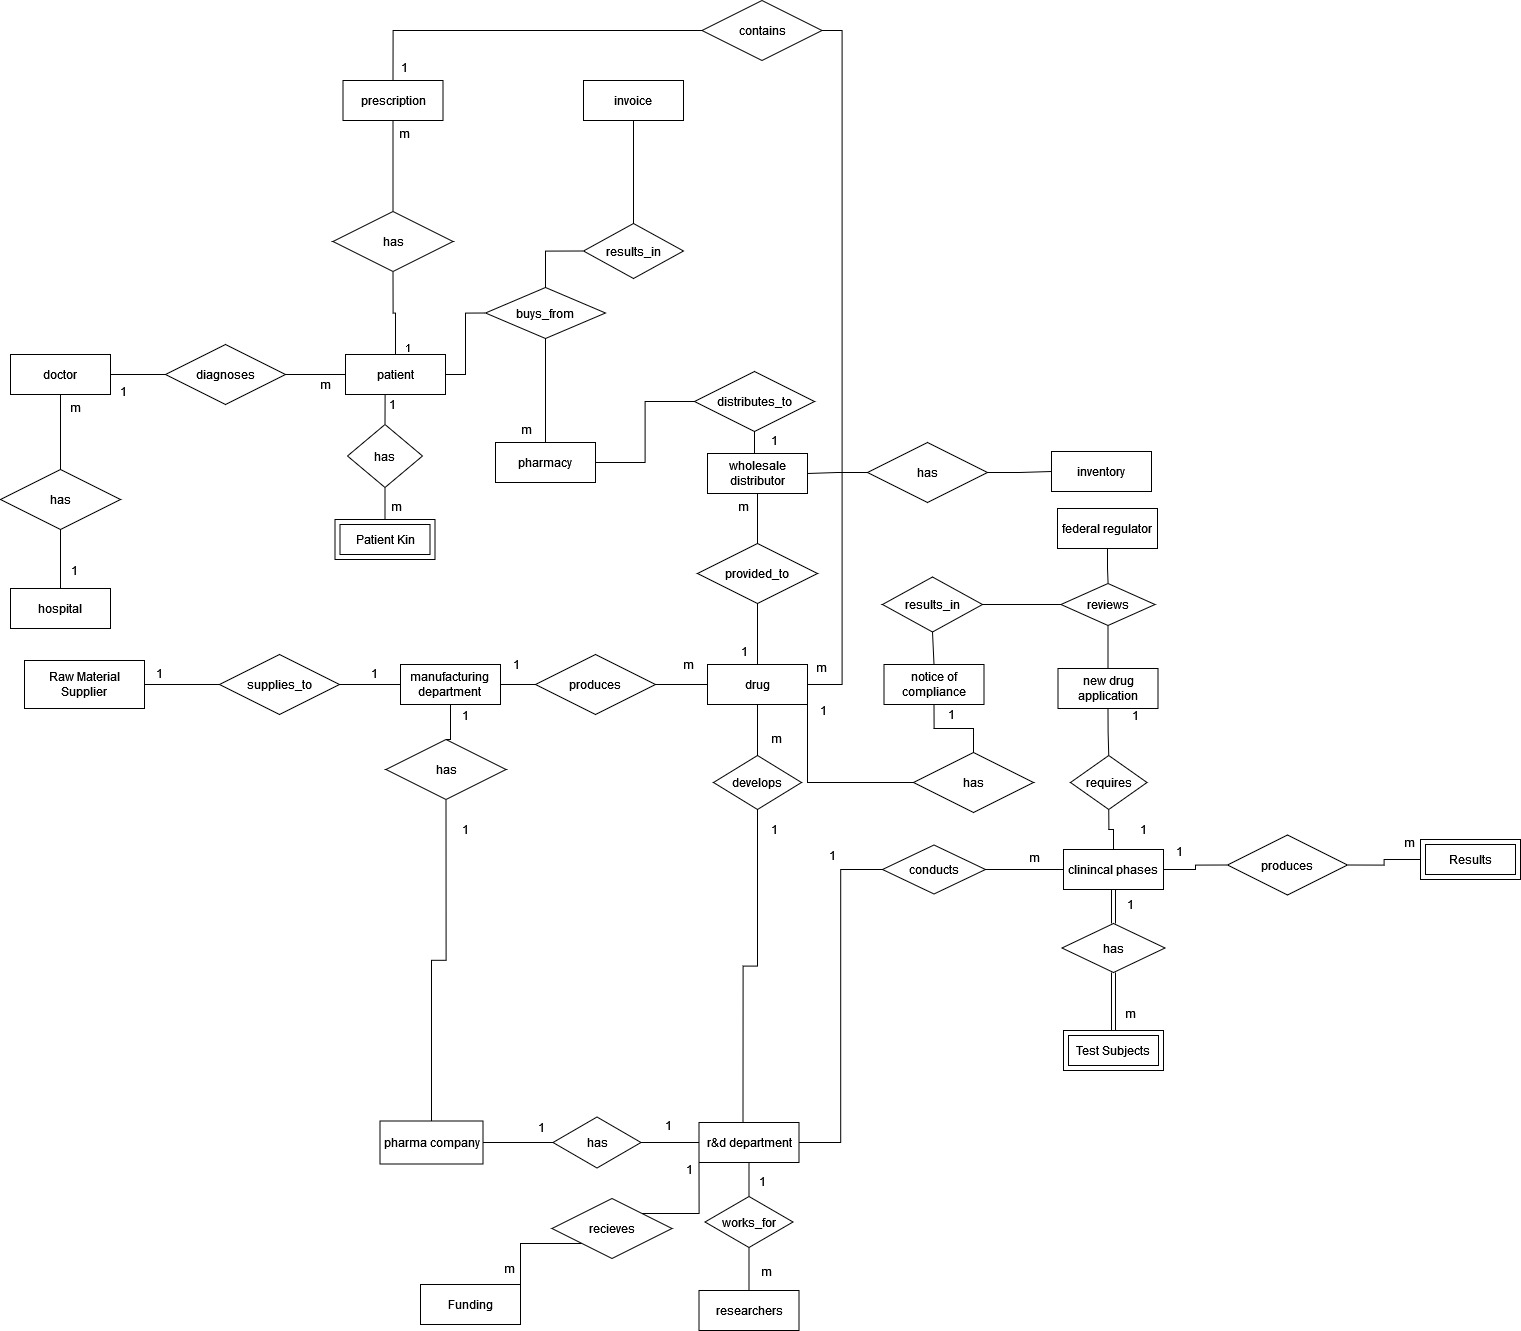 contains
1
prescription
invoice
m
has
results_in
buys_from
1
doctor
diagnoses
patient
1
m
m
1
distributes_to
m
1
has
pharmacy
wholesale
distributor
has
inventory
has
m
m
federal regulator
Patient Kin
1
provided_to
hospital
results_in
reviews
1
Raw Material
Supplier
1
supplies_to
1
manufacturing
department
1
produces
m
drug
m
notice of
compliance
new drug
application
1
1
1
1
m
has
develops
has
requires
1
1
1
conducts
m
clinincal phases
1
produces
m
Results
1
has
m
Test Subjects
pharma company
1
has
1
r&d department
1
1
recieves
works_for
m
m
Funding
researchers